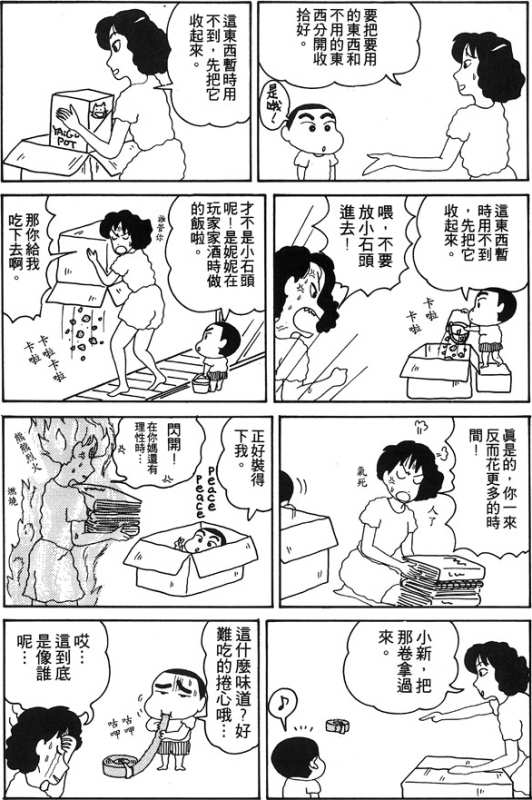 要把要用
的東西和
不用的東
西分開收
拾好。
是哦！
這東西暫時用
不到，先把它
收起來。
POT
這東西暫
時用不到
，先把它
收起來。
喂，不要
放小石頭
進去！
卡啦
卡啦
才不是小石頭
呢！是妮妮在
玩家家酒時做
的飯啦。
誰管你
那你給我
吃下去啊。
卡啦
卡啦
卡啦
真是的，你一來
反而花更多的時
間！
氣死
人了
正好裝得
下我。
peace
peace
閃開！
在你媽還有
理性時…
熊熊烈火
燃燒
小新，把
那卷拿過
來。
這什麼味道？好
難吃的捲心哦…
咕呷
咕呷
哎…
這到底
是像誰
呢…